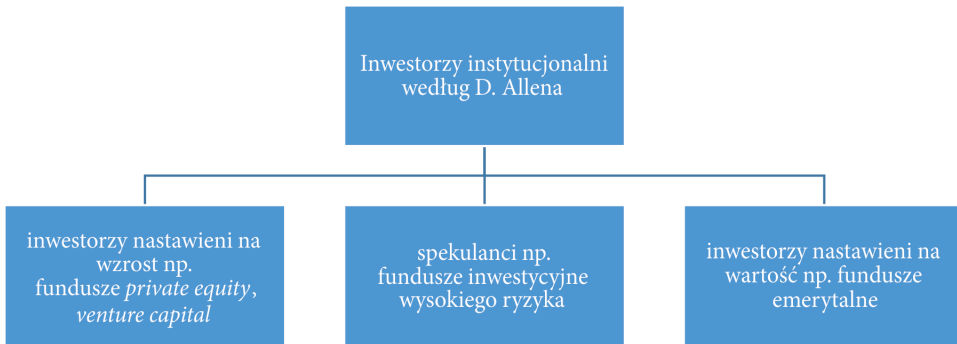 Inwestorzy instytucjonalni
według D. Allena
inwestorzy nastawieni na
wzrost np.
fundusze private equity,
venture capital
spekulanci np.
fundusze inwestycyjne
wysokiego ryzyka
inwestorzy nastawieni na
wartość np. fundusze
emerytalne